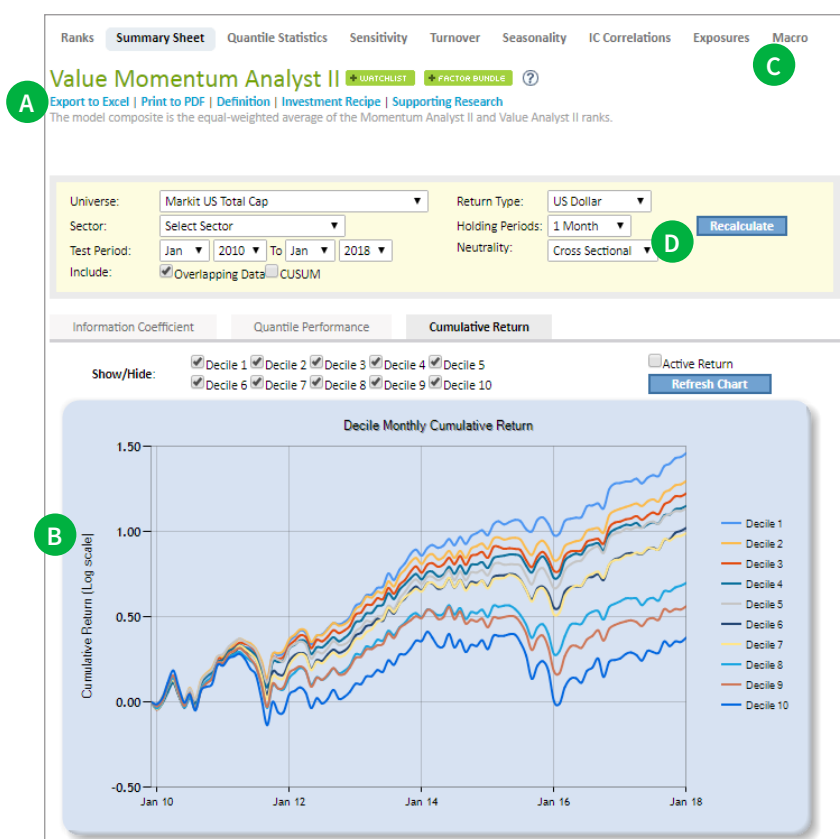 Ranks Summary Sheet Quantile Statistics Sensitivity Turnover Seasonality IC Correlations Exposures Macro
C
Value Momentum Analyst II + WATCHLIST + FACTOR BUNDLE ?
A
Export to Excel | Print to PDF | Definition | Investment Recipe | Supporting Research
The model composite is the equal-weighted average of the Momentum Analyst II and Value Analyst II ranks.
Universe: Markit US Total Cap Return Type: US Dollar
Sector: Select Sector Holding Periods: 1 Month Recalculate
D
Test Period: Jan 2010 To Jan 2018 Neutrality: Cross Sectional
Include: Overlapping Data CUSUM
Information Coefficient Quantile Performance Cumulative Return
Show/Hide: Decile 1 Decile 2 Decile 3 Decile 4 Decile 5 Active Return
Decile 6 Decile 7 Decile 8 Decile 9 Decile 10 Refresh Chart
Decile Monthly Cumulative Return
1.50
B
1.00
0.50
0.00
-0.50
Cumulative Return [Log scale]
Decile 1
Decile 2
Decile 3
Decile 4
Decile 5
Decile 6
Decile 7
Decile 8
Decile 9
Decile 10
Jan 10 Jan 12 Jan 14 Jan 16 Jan 18